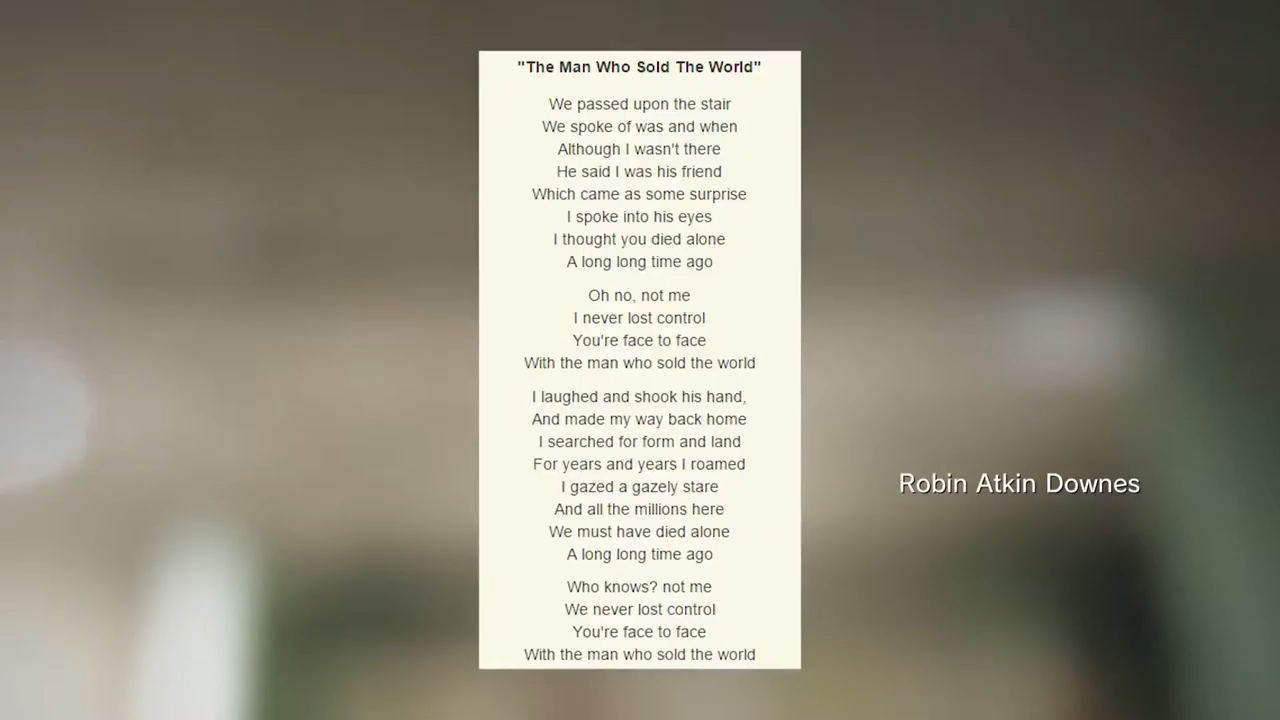 "The Man Who Sold The World"
We passed upon the stair
We spoke of was and when
Although I wasn't there
He said I was his friend
Which came as some surprise
I spoke into his eyes
I thought you died alone
A long long time ago
Oh no, not me
I never lost control
You're face to face
With the man who sold the world
I laughed and shook his hand,
And made my way back home
I searched for form and land
For years and years I roamed
I gazed a gazely stare
And all the millions here
We must have died alone
A long long time ago
Who knows? not me
We never lost control
You're face to face
With the man who sold the world
Robin Atkin Downes